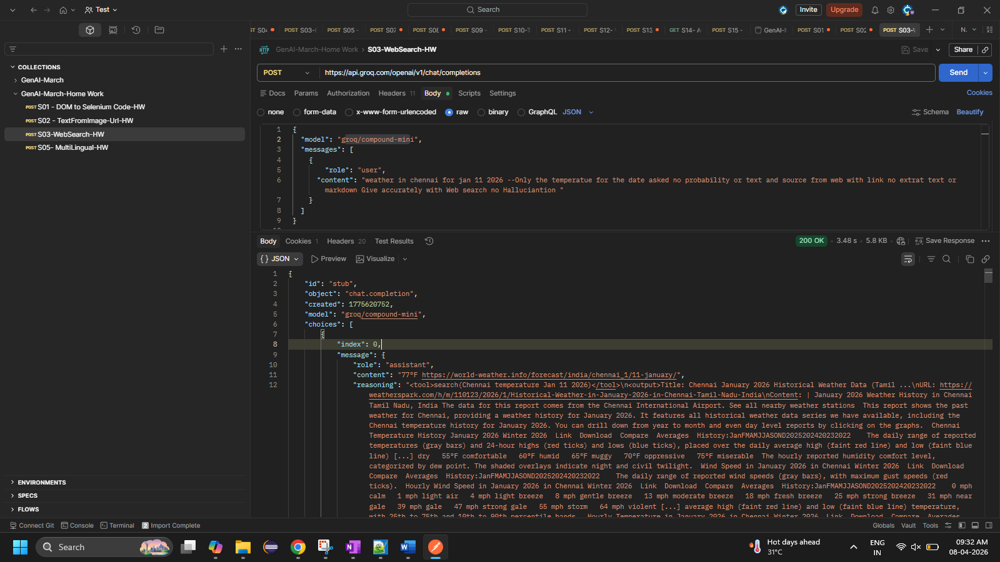 Test
Search
Invite
Upgrade
POST S03-
POST S05 -
POST S07
POST S08
POST S09 -
POST S10-T
POST S11 -
POST S12-
POST S13
GET S14- A
POST S15 -
GenAI-
POST S01
POST S02
POST S03-
N.
GenAI-March-Home Work > S03-WebSearch-HW
Save
Share
COLLECTIONS
GenAI-March
GenAI-March-Home Work
POST S01 - DOM to Selenium Code-HW
POST S02 - TextFromImage-Url-HW
POST S03-WebSearch-HW
POST S05- MultiLingual-HW
ENVIRONMENTS
SPECS
FLOWS
POST
https://api.groq.com/openai/v1/chat/completions
Send
Docs Params Authorization Headers 11 Body Scripts Settings
Cookies
none form-data x-www-form-urlencoded raw binary GraphQL JSON
Schema Beautify
1 {
2 "model": "groq/compound-mini",
3 "messages": [
4 {
5 "role": "user",
6 "content": "weather in chennai for jan 11 2026 --Only the temperatue for the date asked no probability or text and source from web with link no extrat text or
markdown Give accurately with Web search no Halluciantion "
7 }
8 ]
9 }
Body Cookies 1 Headers 20 Test Results
200 OK 3.48 s 5.8 KB Save Response
{} JSON Preview Visualize
1 {
2 "id": "stub",
3 "object": "chat.completion",
4 "created": 1775620752,
5 "model": "groq/compound-mini",
6 "choices": [
7 {
8 "index": 0,
9 "message": {
10 "role": "assistant",
11 "content": "77°F https://world-weather.info/forecast/india/chennai_1/11-january/",
12 "reasoning": "<tool>search(Chennai temperature Jan 11 2026)</tool>\n<output>Title: Chennai January 2026 Historical Weather Data (Tamil ...\nURL: https://
weatherspark.com/h/m/110123/2026/1/Historical-Weather-in-January-2026-in-Chennai-Tamil-Nadu-India\nContent: | January 2026 Weather History in Chennai
Tamil Nadu, India The data for this report comes from the Chennai International Airport. See all nearby weather stations This report shows the past
weather for Chennai, providing a weather history for January 2026. It features all historical weather data series we have available, including the
Chennai temperature history for January 2026. You can drill down from year to month and even day level reports by clicking on the graphs. Chennai
Temperature History January 2026 Winter 2026 Link Download Compare Averages History:JanFMAMJJASOND2025202420232022 The daily range of reported
temperatures (gray bars) and 24-hour highs (red ticks) and lows (blue ticks), placed over the daily average high (faint red line) and low (faint blue
line) [...] dry 55°F comfortable 60°F humid 65°F muggy 70°F oppressive 75°F miserable The hourly reported humidity comfort level,
categorized by dew point. The shaded overlays indicate night and civil twilight. Wind Speed in January 2026 in Chennai Winter 2026 Link Download
Compare Averages History:JanFMAMJJASOND2025202420232022 The daily range of reported wind speeds (gray bars), with maximum gust speeds (red
ticks). Hourly Wind Speed in January 2026 in Chennai Winter 2026 Link Download Compare Averages History:JanFMAMJJASOND2025202420232022 0 mph
calm 1 mph light air 4 mph light breeze 8 mph gentle breeze 13 mph moderate breeze 18 mph fresh breeze 25 mph strong breeze 31 mph near
gale 39 mph gale 47 mph strong gale 55 mph storm 64 mph violent [...] average high (faint red line) and low (faint blue line) temperature,
with 25th to 75th and 10th to 90th percentile bands. Hourly Temperature in January 2026 in Chennai Winter 2026 Link Download Compare Averages
Connect Git Console Terminal 2 Import Complete
Globals Vault Tools
Search
Hot days ahead
31°C
ENG
IN
09:32 AM
08-04-2026